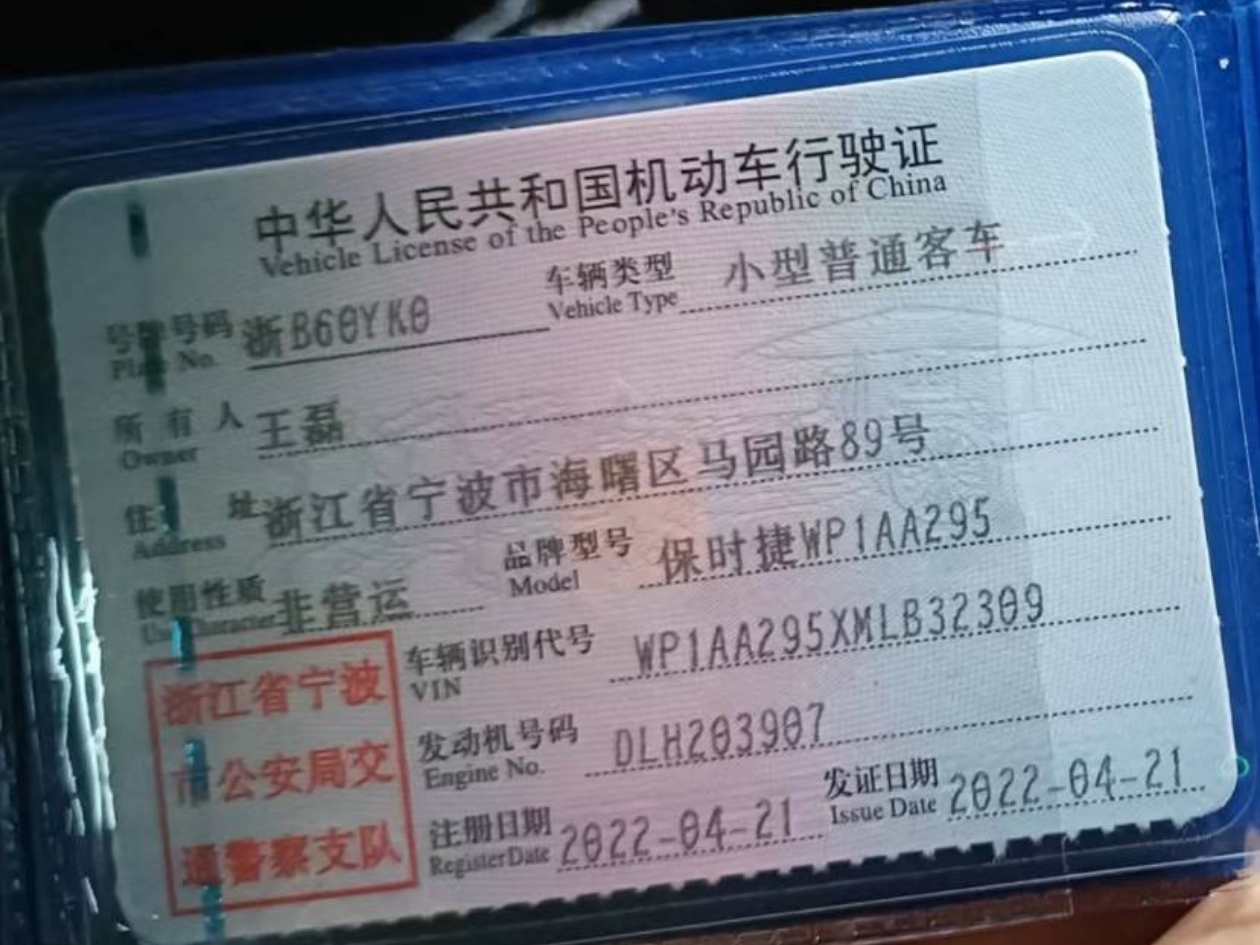 中华人民共和国机动车行驶证
Vehicle License of the People's Republic of China
号牌号码 浙B60YK0 车辆类型 小型普通客车
Plate No. Vehicle Type
所有人 王磊
Owner
住址 浙江省宁波市海曙区马园路89号
Address
使用性质 非营运 品牌型号 保时捷WP1AA295
Use Character Model
车辆识别代号 WP1AA295XMLB32309
VIN
发动机号码 DLH203907
Engine No.
注册日期 2022-04-21 发证日期 2022-04-21
Register Date Issue Date
浙江省宁波
市公安局交
通警察支队